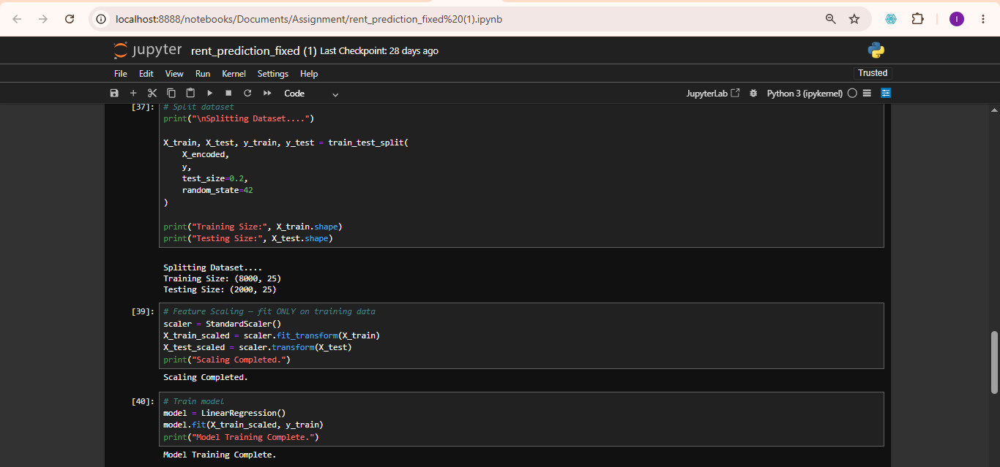 localhost:8888/notebooks/Documents/Assignment/rent_prediction_fixed%20(1).ipynb
I
jupyter rent_prediction_fixed (1) Last Checkpoint: 28 days ago
File Edit View Run Kernel Settings Help
Trusted
Code
JupyterLab
Python 3 (ipykernel)
[37]: # Split dataset
print("\nSplitting Dataset....")
X_train, X_test, y_train, y_test = train_test_split(
    X_encoded,
    y,
    test_size=0.2,
    random_state=42
)
print("Training Size:", X_train.shape)
print("Testing Size:", X_test.shape)
Splitting Dataset....
Training Size: (8000, 25)
Testing Size: (2000, 25)
[39]: # Feature Scaling — fit ONLY on training data
scaler = StandardScaler()
X_train_scaled = scaler.fit_transform(X_train)
X_test_scaled = scaler.transform(X_test)
print("Scaling Completed.")
Scaling Completed.
[40]: # Train model
model = LinearRegression()
model.fit(X_train_scaled, y_train)
print("Model Training Complete.")
Model Training Complete.